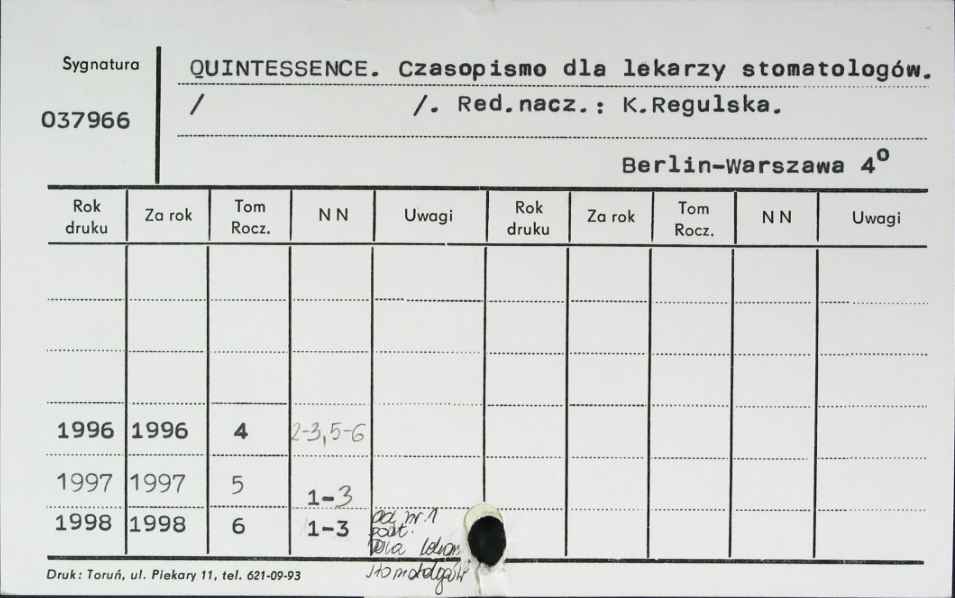 Sygnatura
037966
QUINTESSENCE. Czasopismo dla lekarzy stomatologów.
/ /. Red.nacz.: K.Regulska.
Berlin-Warszawa 4º
Rok druku Za rok Tom Rocz. N N Uwagi Rok druku Za rok Tom Rocz. N N Uwagi
1996 1996 4 2-3,5-6
1997 1997 5 1-3
1998 1998 6 1-3 od nr.1
Dla
stomatologów
Druk: Toruń, ul. Piekary 11, tel. 621-09-93